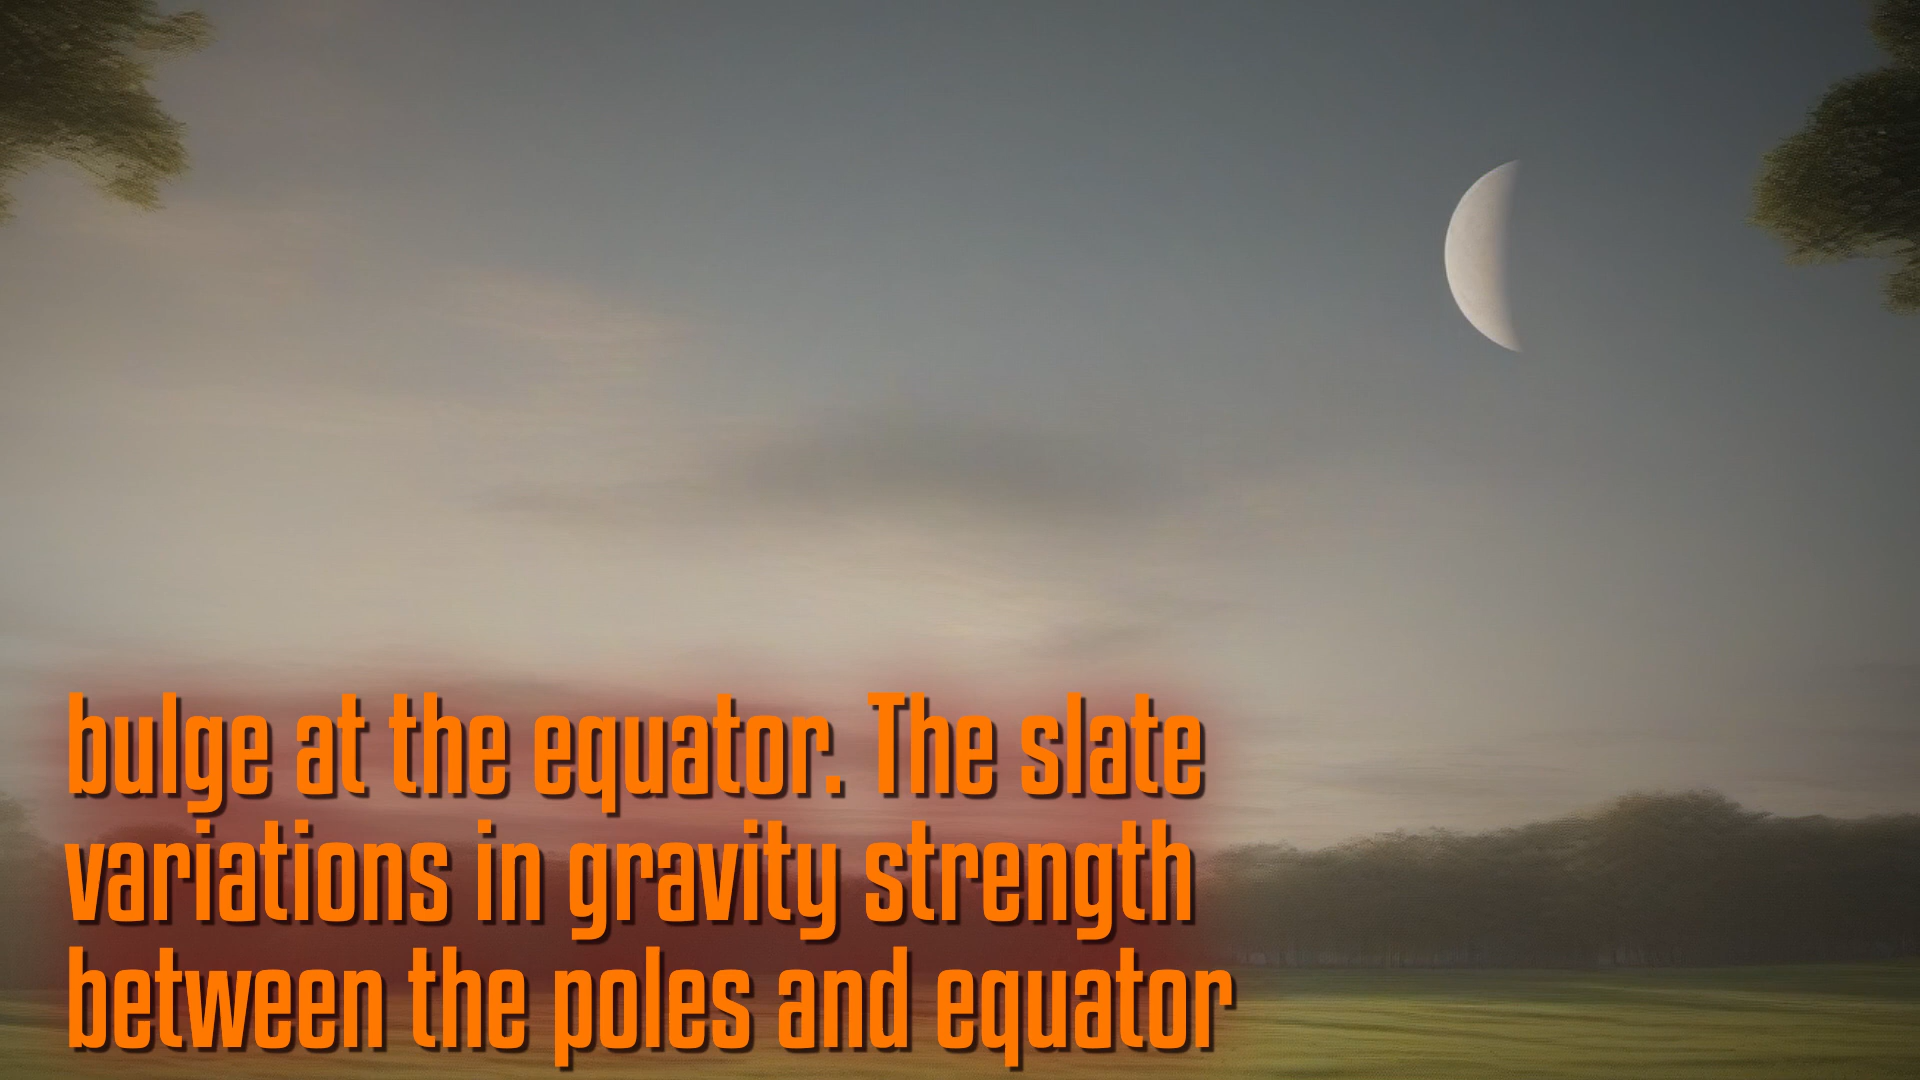 bulge at the equator. The slate
variations in gravity strength
between the poles and equator